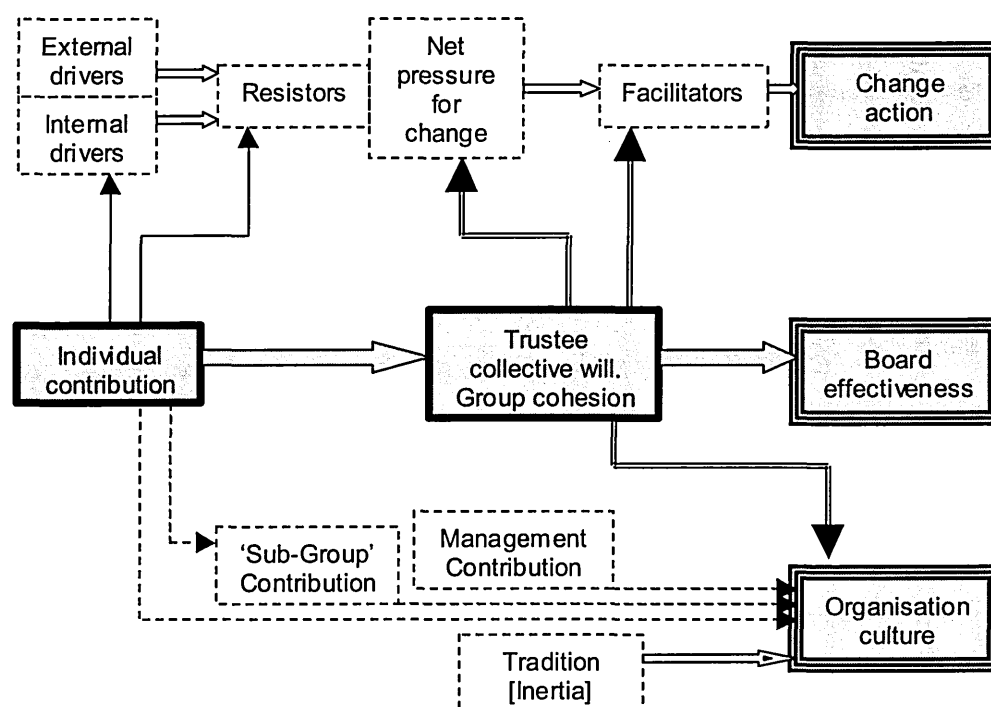 External
drivers
Internal
drivers
Resistors
Net
pressure
for
change
Facilitators
Change
action
Individual
contribution
Trustee
collective will.
Group cohesion
Board
effectiveness
‘Sub-Group’
Contribution
Management
Contribution
Organisation
culture
Tradition
[Inertia]